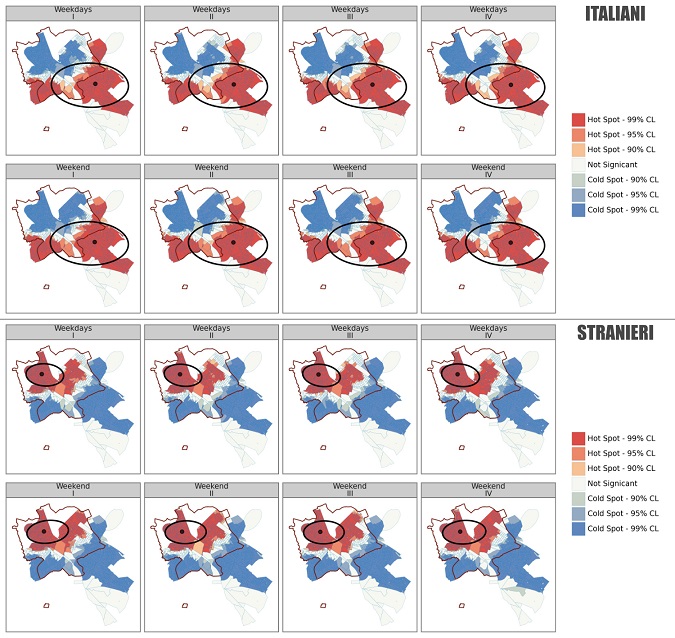 Weekdays
I
Weekdays
II
Weekdays
III
Weekdays
IV
ITALIANI
Hot Spot - 99% CL
Hot Spot - 95% CL
Hot Spot - 90% CL
Not Signicant
Cold Spot - 90% CL
Cold Spot - 95% CL
Cold Spot - 99% CL
Weekend
I
Weekend
II
Weekend
III
Weekend
IV
Weekdays
I
Weekdays
II
Weekdays
III
Weekdays
IV
STRANIERI
Hot Spot - 99% CL
Hot Spot - 95% CL
Hot Spot - 90% CL
Not Signicant
Cold Spot - 90% CL
Cold Spot - 95% CL
Cold Spot - 99% CL
Weekend
I
Weekend
II
Weekend
III
Weekend
IV